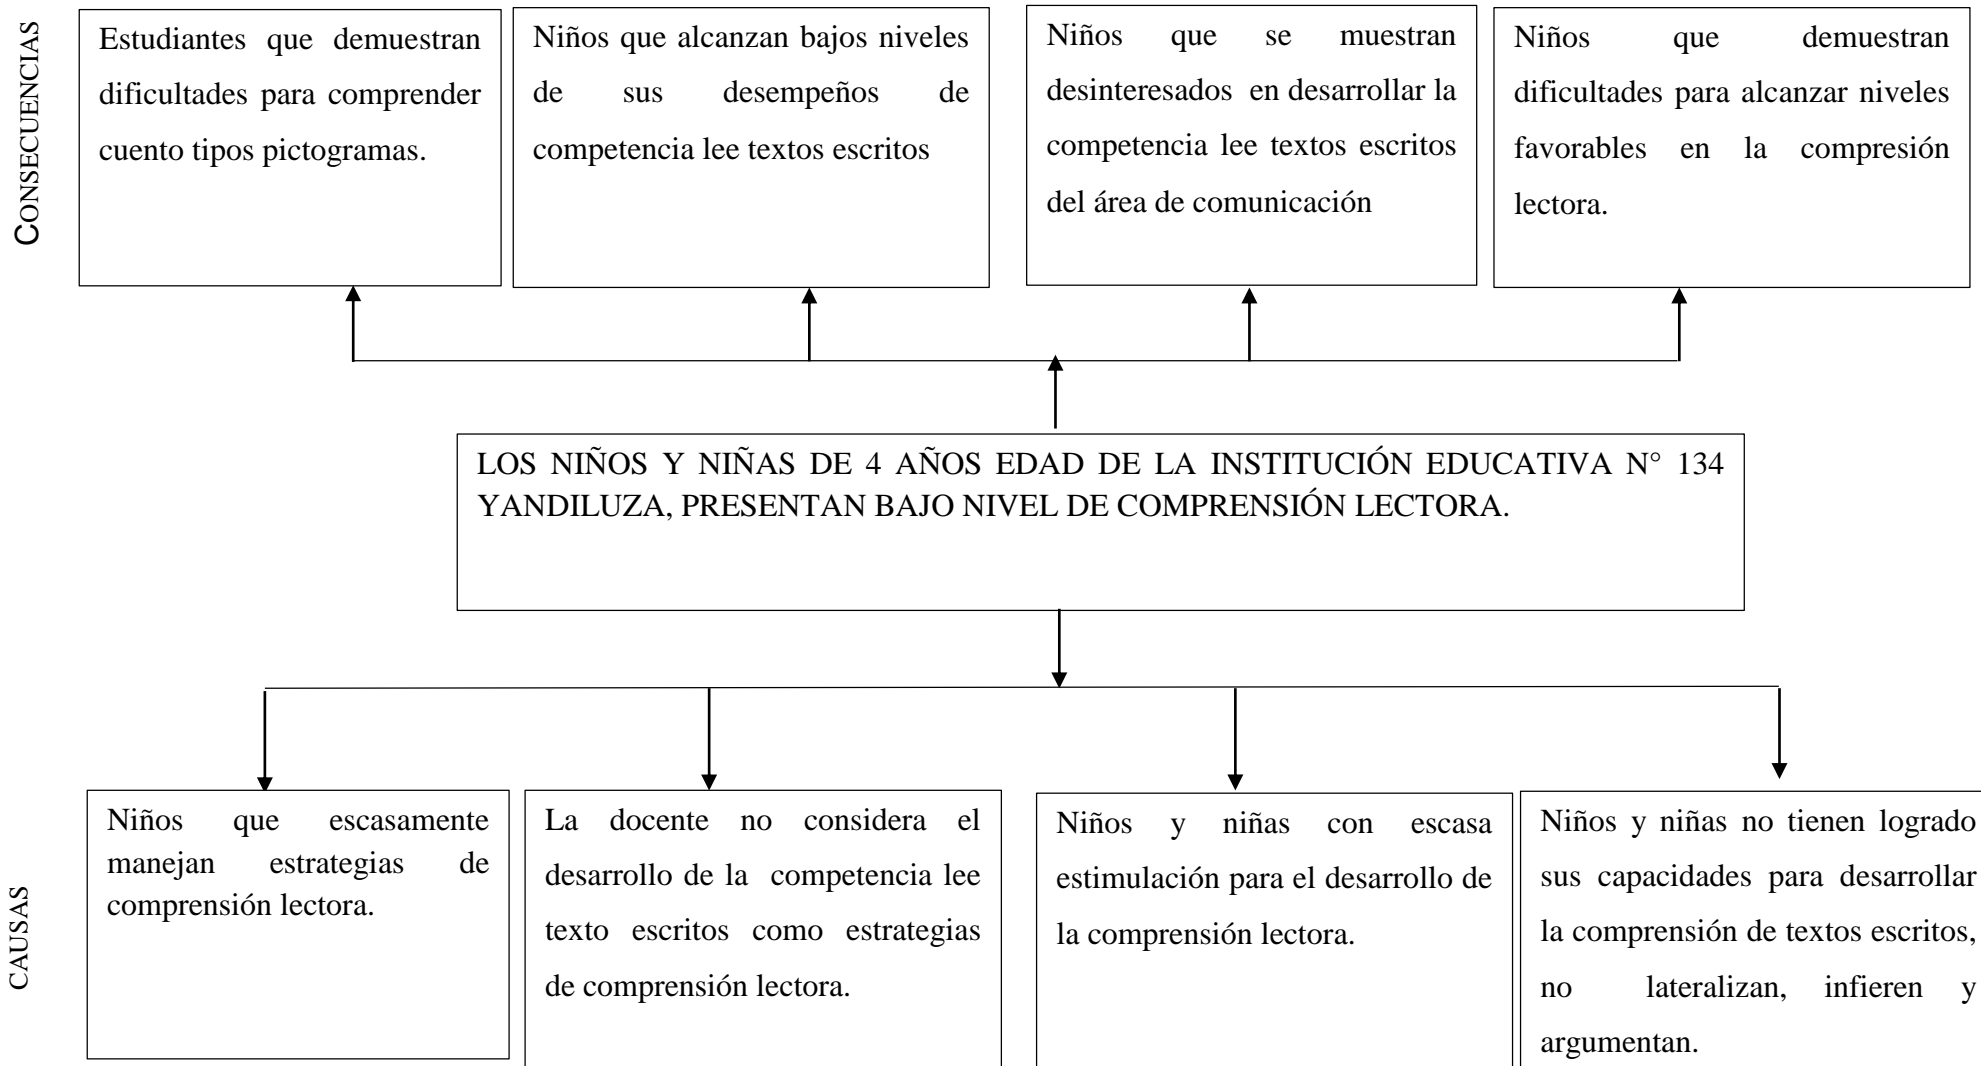 CONSECUENCIAS
Estudiantes que demuestran
dificultades para comprender
cuento tipos pictogramas.
Niños que alcanzan bajos niveles
de sus desempeños de
competencia lee textos escritos
Niños que se muestran
desinteresados en desarrollar la
competencia lee textos escritos
del área de comunicación
Niños que demuestran
dificultades para alcanzar niveles
favorables en la compresión
lectora.
LOS NIÑOS Y NIÑAS DE 4 AÑOS EDAD DE LA INSTITUCIÓN EDUCATIVA N° 134
YANDILUZA, PRESENTAN BAJO NIVEL DE COMPRENSIÓN LECTORA.
CAUSAS
Niños que escasamente
manejan estrategias de
comprensión lectora.
La docente no considera el
desarrollo de la competencia lee
texto escritos como estrategias
de comprensión lectora.
Niños y niñas con escasa
estimulación para el desarrollo de
la comprensión lectora.
Niños y niñas no tienen logrado
sus capacidades para desarrollar
la comprensión de textos escritos,
no lateralizan, infieren y
argumentan.